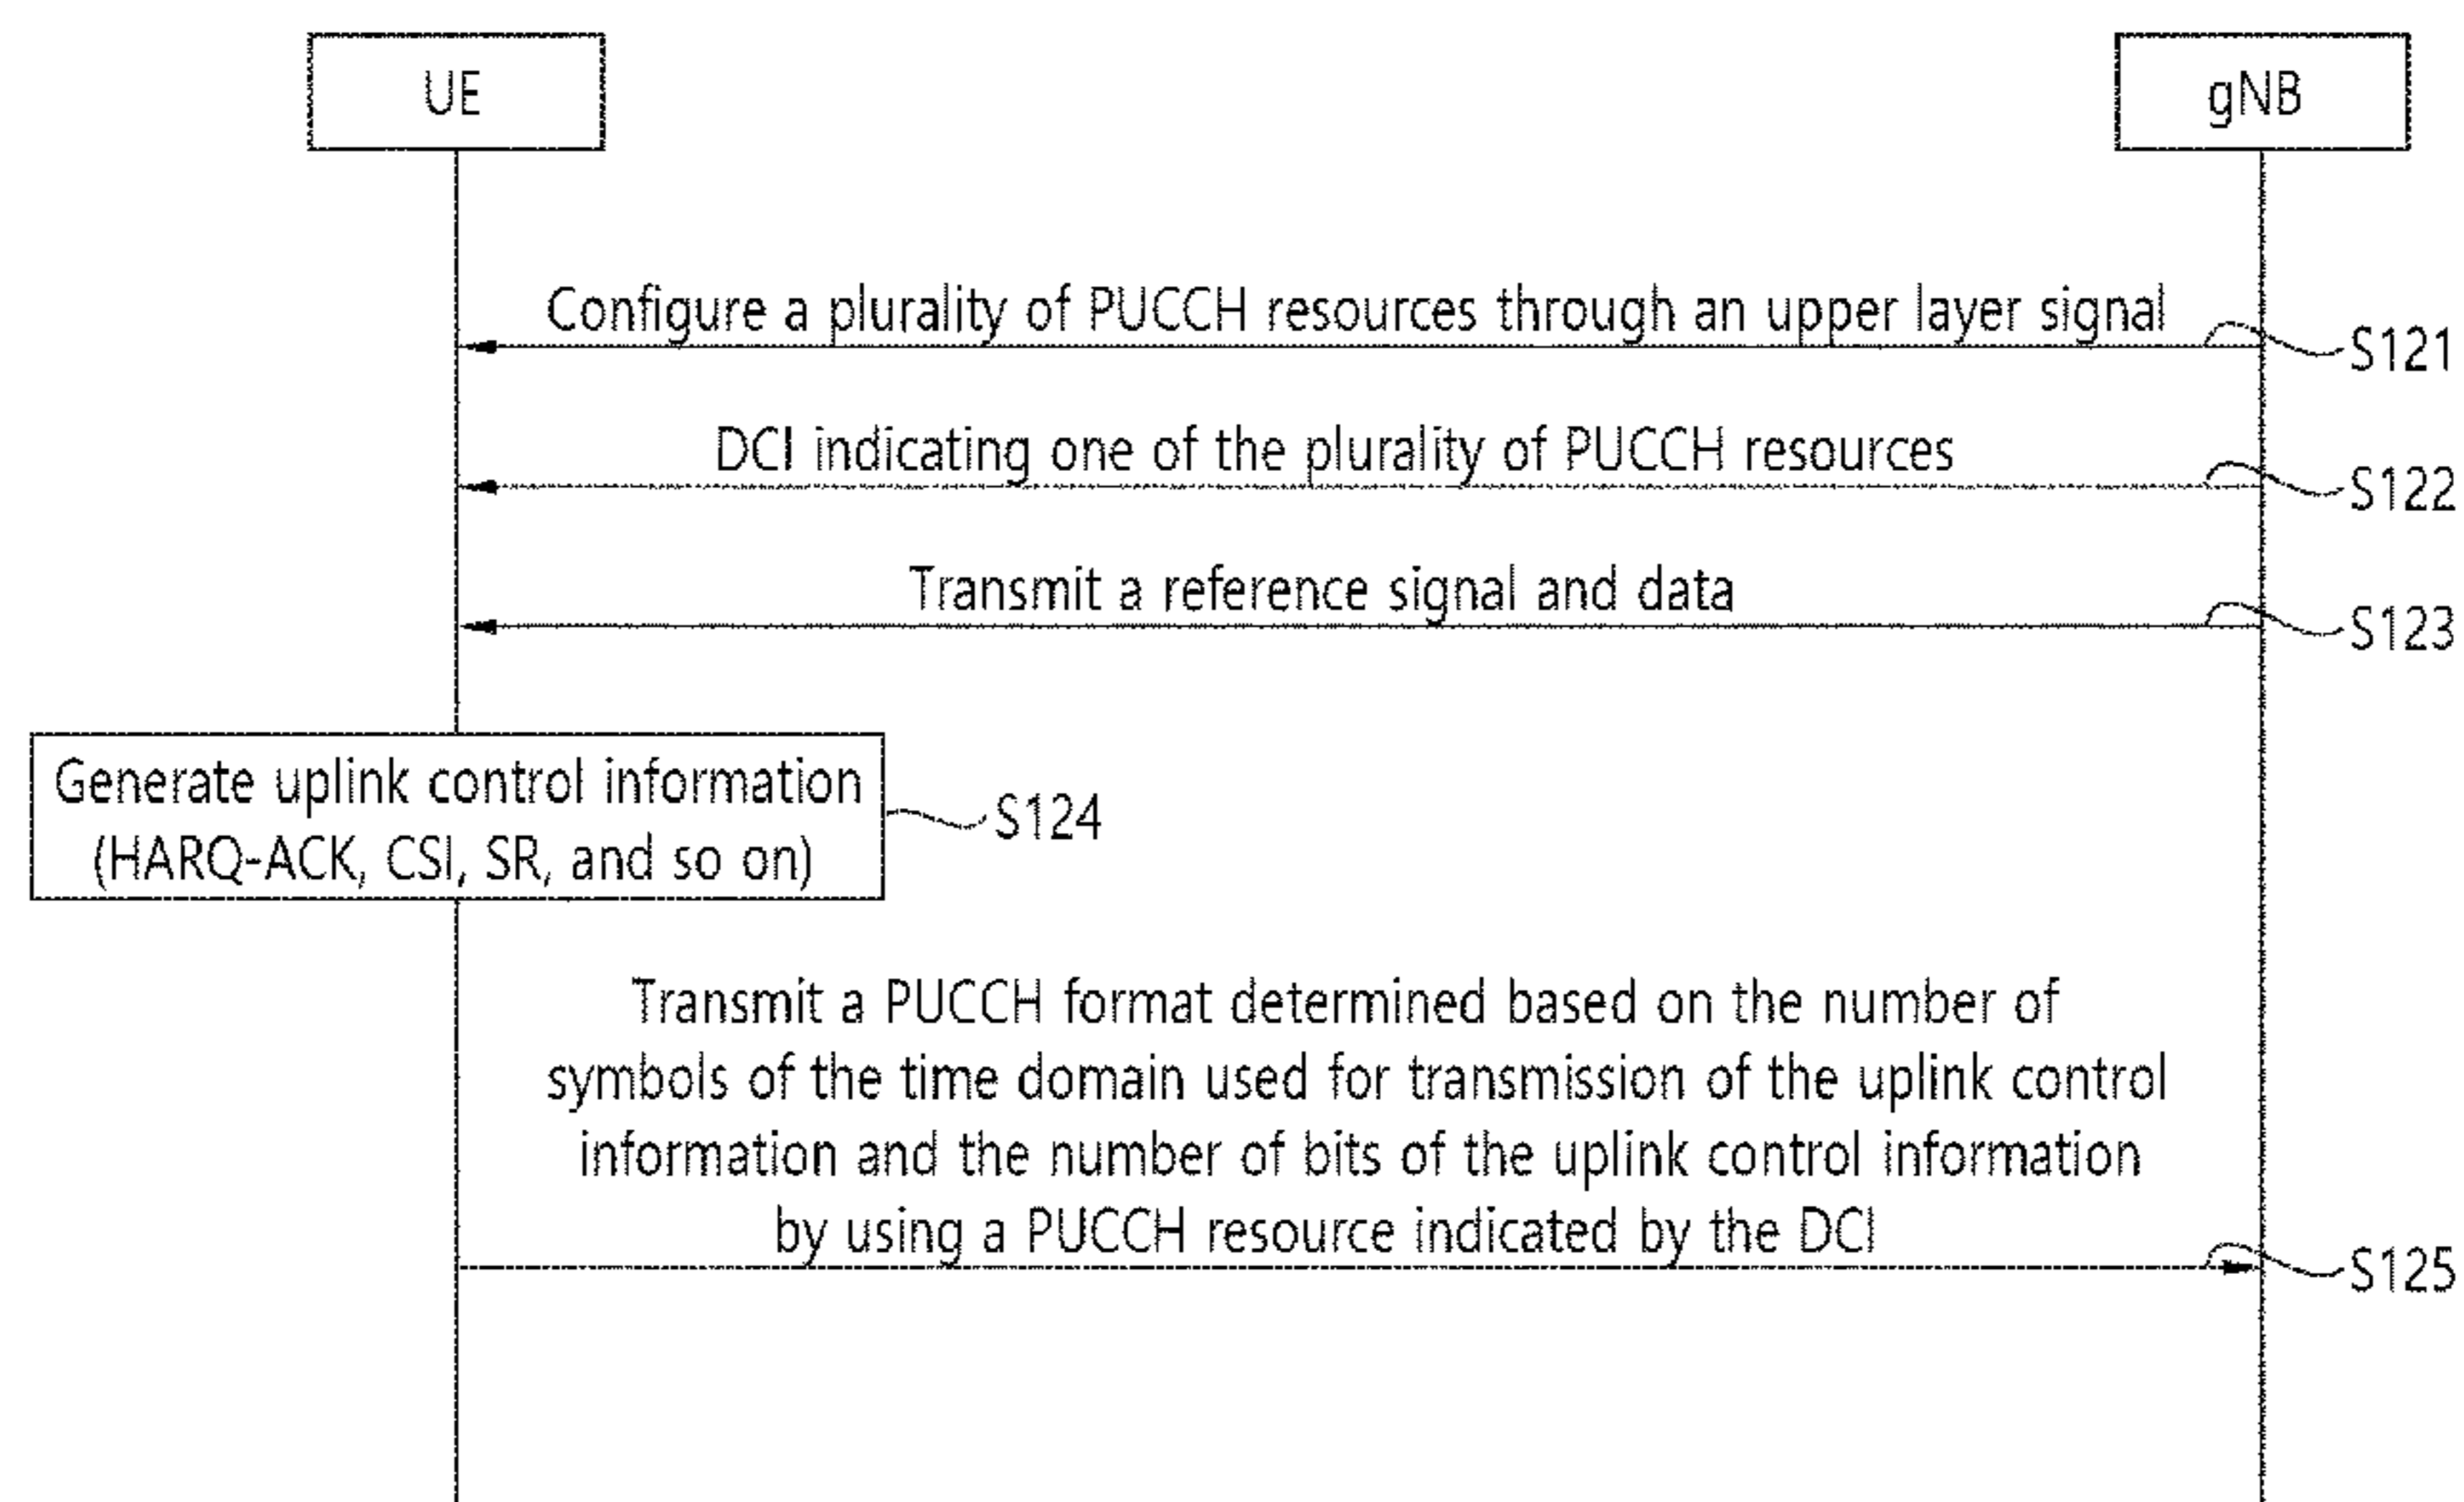 UE
gNB
Configure a plurality of PUCCH resources through an upper layer signal
S121
DCI indicating one of the plurality of PUCCH resources
S122
Transmit a reference signal and data
S123
Generate uplink control information
(HARQ-ACK, CSI, SR, and so on)
S124
Transmit a PUCCH format determined based on the number of
symbols of the time domain used for transmission of the uplink control
information and the number of bits of the uplink control information
by using a PUCCH resource indicated by the DCI
S125